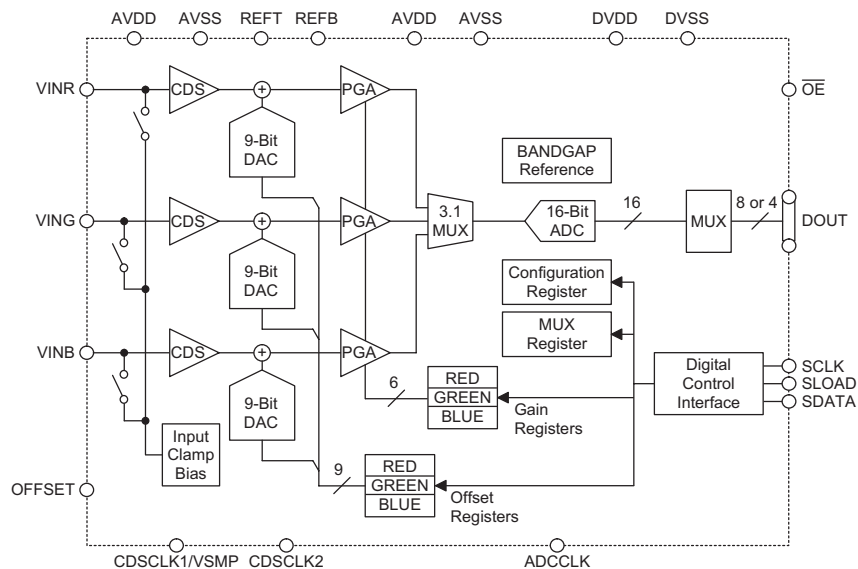 AVDD AVSS REFT REFB AVDD AVSS DVDD DVSS
VINR
CDS
+
PGA
OE
9-Bit
DAC
BANDGAP
Reference
VING
CDS
+
PGA
3.1
MUX
16-Bit
ADC
16
MUX
8 or 4
DOUT
9-Bit
DAC
Configuration
Register
MUX
Register
VINB
CDS
+
PGA
Digital
Control
Interface
SCLK
SLOAD
SDATA
9-Bit
DAC
6
RED
GREEN
BLUE
Gain
Registers
Input
Clamp
Bias
9
RED
GREEN
BLUE
Offset
Registers
OFFSET
CDSCLK1/VSMP CDSCLK2 ADCCLK